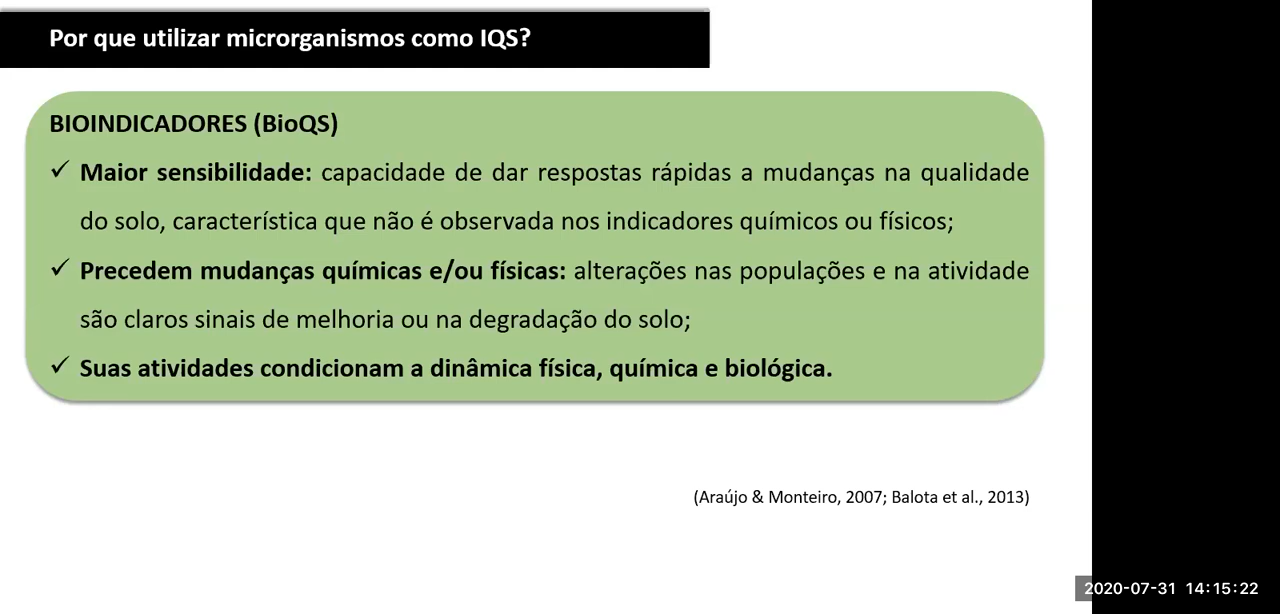 Por que utilizar microrganismos como IQS?
BIOINDICADORES (BioQS)
✓ Maior sensibilidade: capacidade de dar respostas rápidas a mudanças na qualidade
do solo, característica que não é observada nos indicadores químicos ou físicos;
✓ Precedem mudanças químicas e/ou físicas: alterações nas populações e na atividade
são claros sinais de melhoria ou na degradação do solo;
✓ Suas atividades condicionam a dinâmica física, química e biológica.
(Araújo & Monteiro, 2007; Balota et al., 2013)
2020-07-31 14:15:22